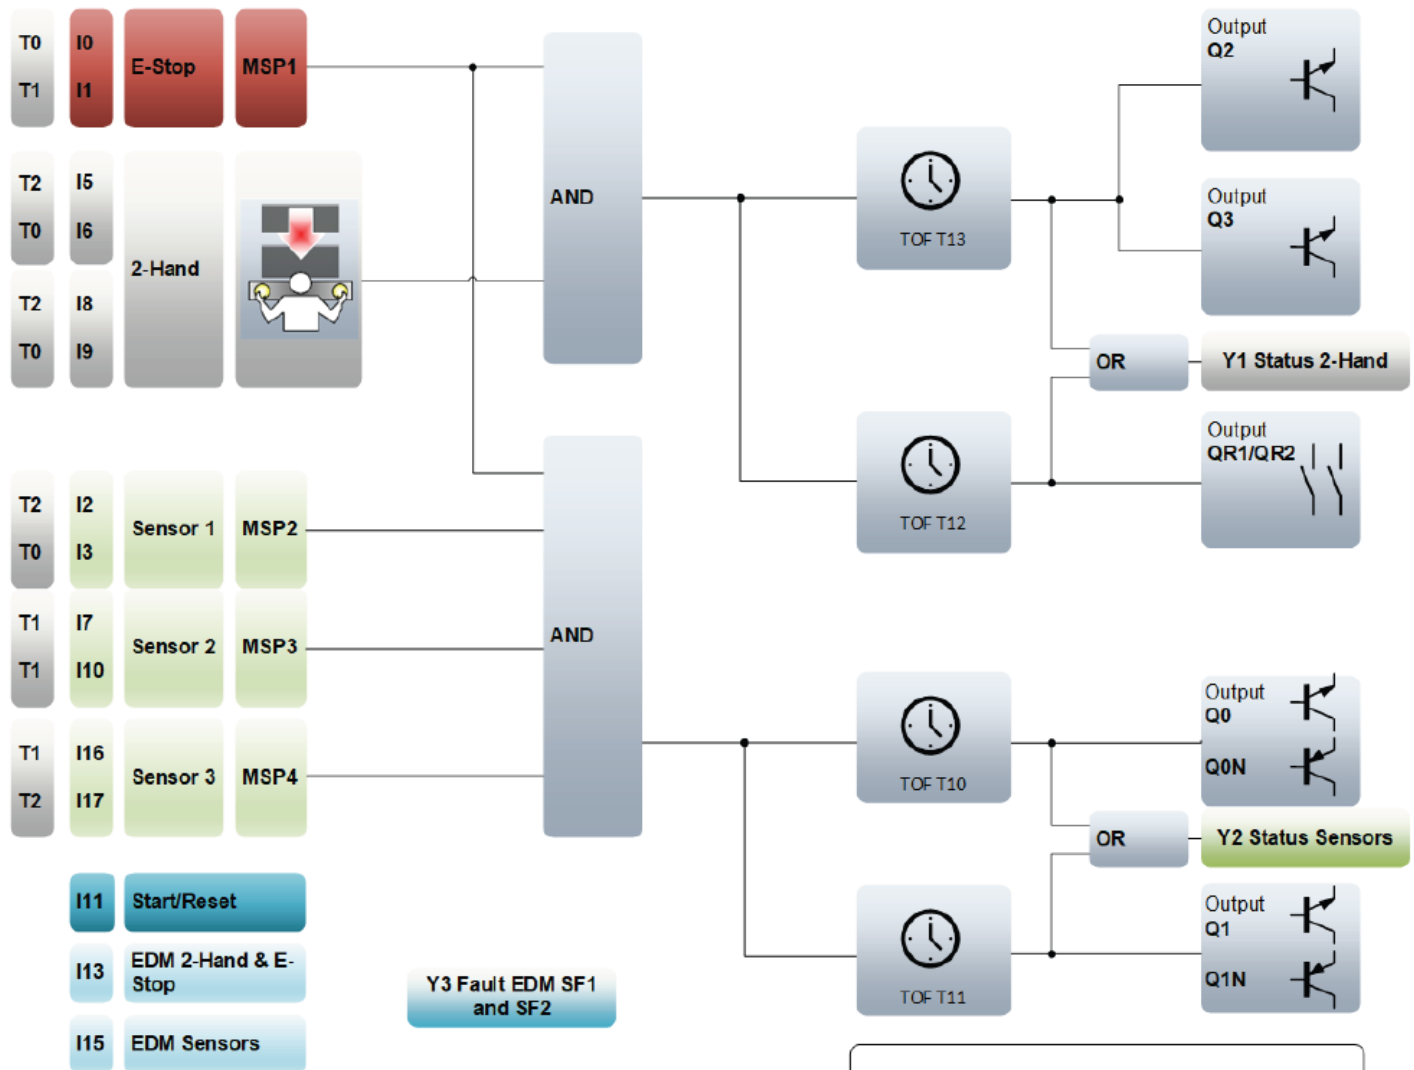 T0 I0
E-Stop MSP1
T1 I1
T2 I5
T0 I6
2-Hand
T2 I8
T0 I9
AND
TOF T13
Output
Q2
Output
Q3
OR
Y1 Status 2-Hand
Output
QR1/QR2
TOF T12
T2 I2
Sensor 1 MSP2
T0 I3
T1 I7
Sensor 2 MSP3
T1 I10
T1 I16
Sensor 3 MSP4
T2 I17
AND
TOF T10
Output
Q0
Q0N
OR
Y2 Status Sensors
TOF T11
Output
Q1
Q1N
I11 Start/Reset
I13
EDM 2-Hand & E-
Stop
I15 EDM Sensors
Y3 Fault EDM SF1
and SF2